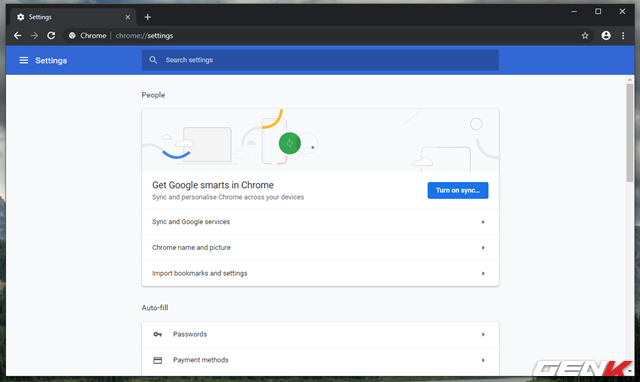 Settings
Chrome
chrome://settings
Settings
Search settings
People
Get Google smarts in Chrome
Sync and personalise Chrome across your devices
Turn on sync…
Sync and Google services
Chrome name and picture
Import bookmarks and settings
Auto-fill
Passwords
Payment methods
GENK